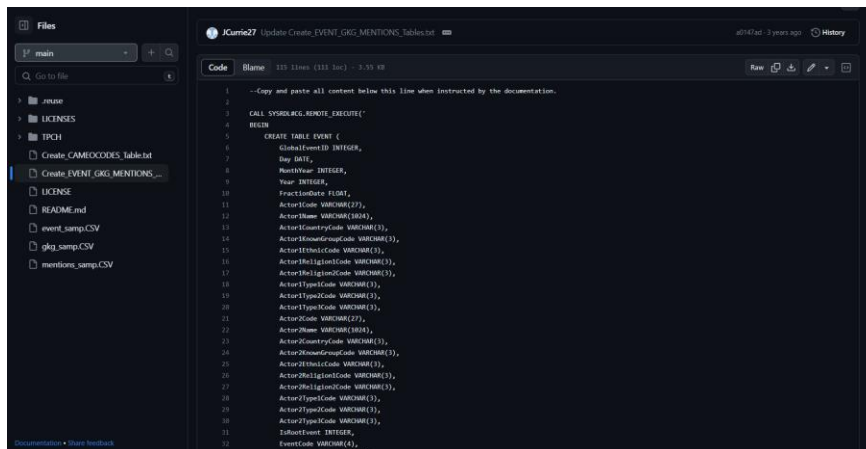 Files
main
Go to file
t
.reuse
LICENSES
TPCH
Create_CAMEOCODES_Table.txt
Create_EVENT_GKG_MENTIONS_...
LICENSE
README.md
event_samp.CSV
gkg_samp.CSV
mentions_samp.CSV
Documentation • Share feedback
JCurrie27 Update Create_EVENT_GKG_MENTIONS_Tables.txt
a0147ad · 3 years ago History
Code Blame 115 lines (111 loc) · 3.55 KB Raw
1 --Copy and paste all content below this line when instructed by the documentation.
2
3 CALL SYSRDL#CG.REMOTE_EXECUTE('
4 BEGIN
5 CREATE TABLE EVENT (
6 GlobalEventID INTEGER,
7 Day DATE,
8 MonthYear INTEGER,
9 Year INTEGER,
10 FractionDate FLOAT,
11 Actor1Code VARCHAR(27),
12 Actor1Name VARCHAR(1024),
13 Actor1CountryCode VARCHAR(3),
14 Actor1KnownGroupCode VARCHAR(3),
15 Actor1EthnicCode VARCHAR(3),
16 Actor1Religion1Code VARCHAR(3),
17 Actor1Religion2Code VARCHAR(3),
18 Actor1Type1Code VARCHAR(3),
19 Actor1Type2Code VARCHAR(3),
20 Actor1Type3Code VARCHAR(3),
21 Actor2Code VARCHAR(27),
22 Actor2Name VARCHAR(1024),
23 Actor2CountryCode VARCHAR(3),
24 Actor2KnownGroupCode VARCHAR(3),
25 Actor2EthnicCode VARCHAR(3),
26 Actor2Religion1Code VARCHAR(3),
27 Actor2Religion2Code VARCHAR(3),
28 Actor2Type1Code VARCHAR(3),
29 Actor2Type2Code VARCHAR(3),
30 Actor2Type3Code VARCHAR(3),
31 IsRootEvent INTEGER,
32 EventCode VARCHAR(4),